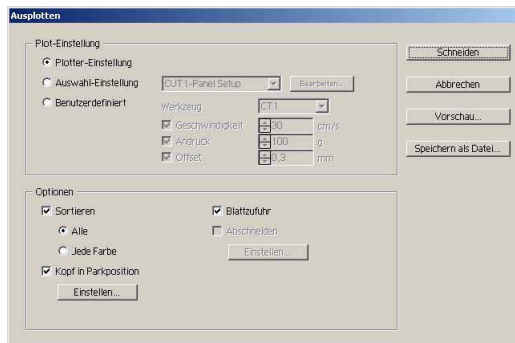 Ausplotten
Plot-Einstellung
Plotter-Einstellung
Auswahl-Einstellung CUT1-Panel Setup Bearbeiten...
Benutzerdefiniert Werkzeug CT1
Geschwindigkeit 30 cm/s
Andruck 100 g
Offset 0,3 mm
Schneiden
Abbrechen
Vorschau...
Speichern als Datei...
Optionen
Sortieren Blattzufuhr
Alle Abschneiden
Jede Farbe Einstellen...
Kopf in Parkposition
Einstellen...